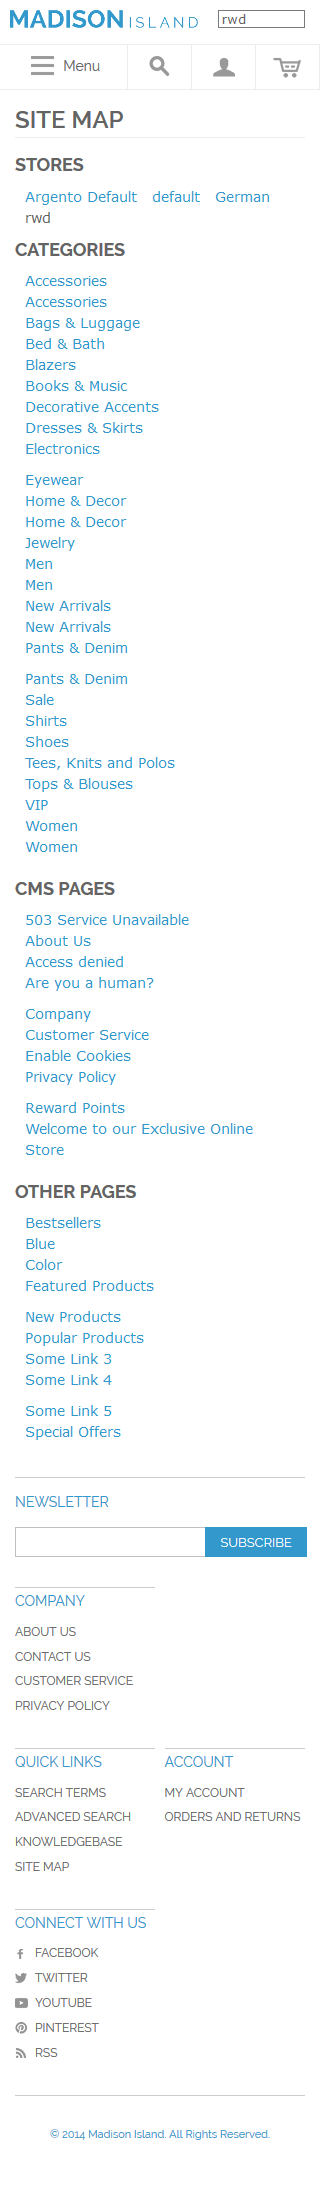 MADISON ISLAND rwd
Menu
SITE MAP
STORES
Argento Default default German
rwd
CATEGORIES
Accessories
Accessories
Bags & Luggage
Bed & Bath
Blazers
Books & Music
Decorative Accents
Dresses & Skirts
Electronics
Eyewear
Home & Decor
Home & Decor
Jewelry
Men
Men
New Arrivals
New Arrivals
Pants & Denim
Pants & Denim
Sale
Shirts
Shoes
Tees, Knits and Polos
Tops & Blouses
VIP
Women
Women
CMS PAGES
503 Service Unavailable
About Us
Access denied
Are you a human?
Company
Customer Service
Enable Cookies
Privacy Policy
Reward Points
Welcome to our Exclusive Online
Store
OTHER PAGES
Bestsellers
Blue
Color
Featured Products
New Products
Popular Products
Some Link 3
Some Link 4
Some Link 5
Special Offers
NEWSLETTER
SUBSCRIBE
COMPANY
ABOUT US
CONTACT US
CUSTOMER SERVICE
PRIVACY POLICY
QUICK LINKS
SEARCH TERMS
ADVANCED SEARCH
KNOWLEDGEBASE
SITE MAP
ACCOUNT
MY ACCOUNT
ORDERS AND RETURNS
CONNECT WITH US
FACEBOOK
TWITTER
YOUTUBE
PINTEREST
RSS
© 2014 Madison Island. All Rights Reserved.